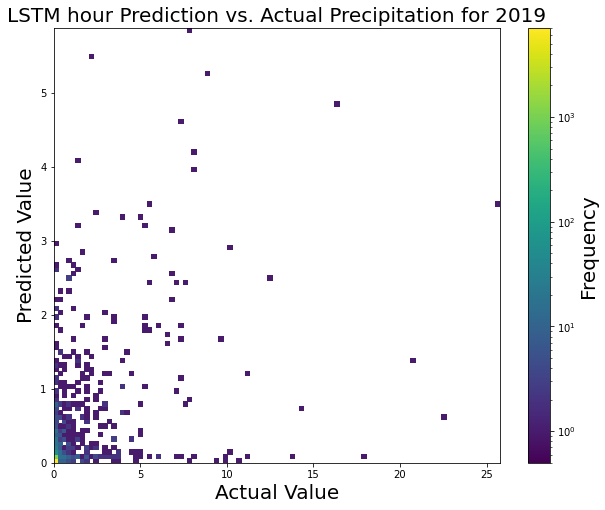 LSTM hour Prediction vs. Actual Precipitation for 2019
Predicted Value
5
4
3
2
1
0
0 5 10 15 20 25
Actual Value
10³
10²
10¹
10⁰
Frequency